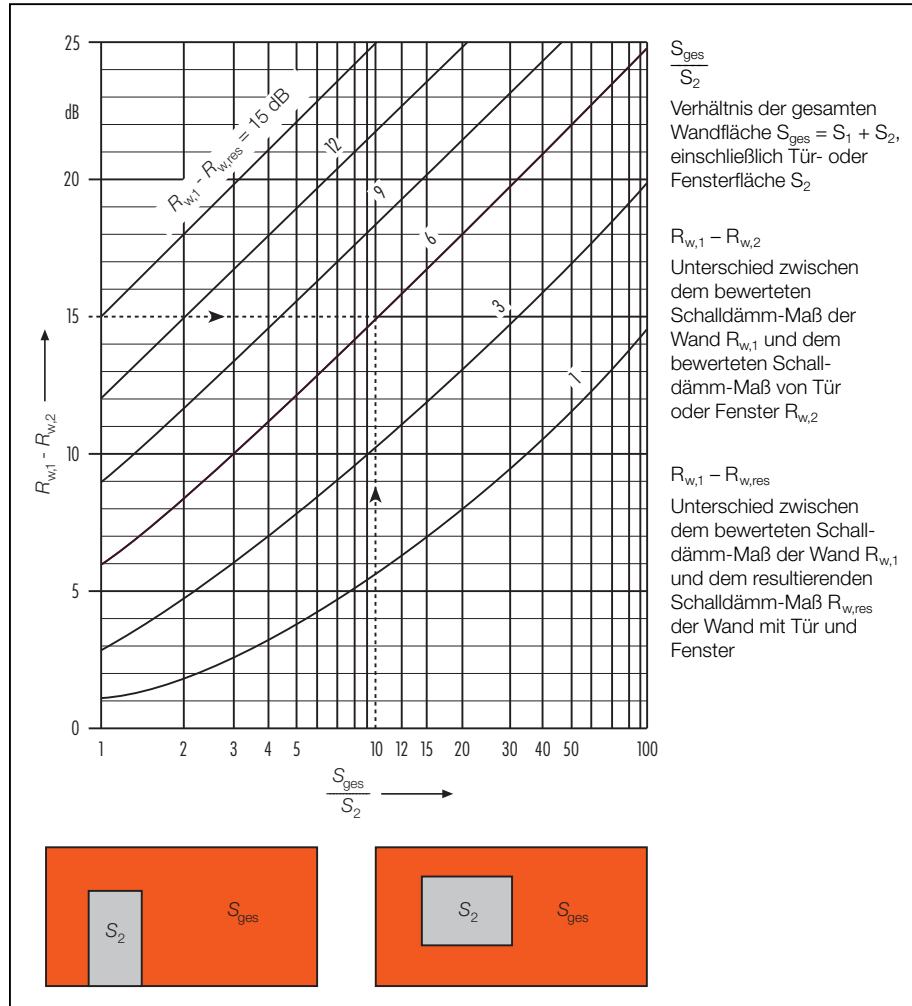 25
dB
20
15
10
5
0
R_w,1 - R_w,2
R_w,1 - R_w,res = 15 dB
12
9
6
3
1
1 2 3 4 5 10 12 15 20 30 40 50 100
S_ges
S_2
S_ges
S_2
Verhältnis der gesamten
Wandfläche S_ges = S_1 + S_2,
einschließlich Tür- oder
Fensterfläche S_2
R_w,1 – R_w,2
Unterschied zwischen
dem bewerteten
Schalldämm-Maß der
Wand R_w,1 und dem
bewerteten Schall-
dämm-Maß von Tür
oder Fenster R_w,2
R_w,1 – R_w,res
Unterschied zwischen
dem bewerteten Schall-
dämm-Maß der Wand R_w,1
und dem resultierenden
Schalldämm-Maß R_w,res
der Wand mit Tür und
Fenster
S_2
S_ges
S_2
S_ges